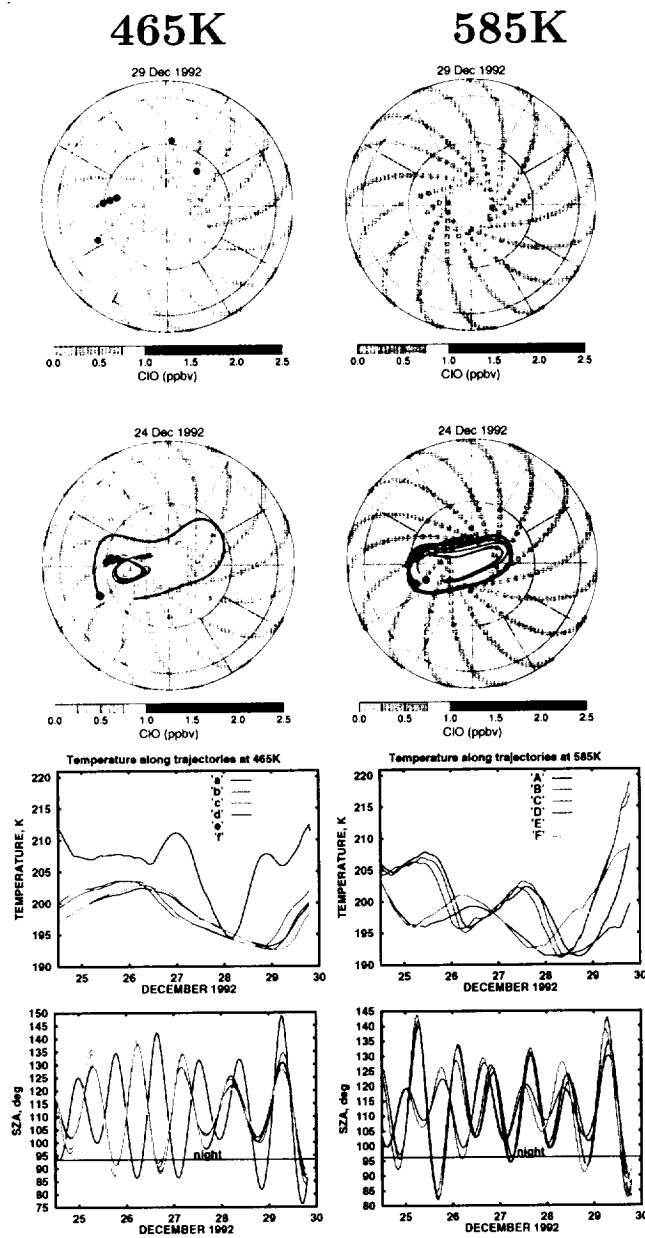 465K 585K
29 Dec 1992 29 Dec 1992
0.0 0.5 1.0 1.5 2.0 2.5 0.0 0.5 1.0 1.5 2.0 2.5
ClO (ppbv) ClO (ppbv)
24 Dec 1992 24 Dec 1992
0.0 0.5 1.0 1.5 2.0 2.5 0.0 0.5 1.0 1.5 2.0 2.5
ClO (ppbv) ClO (ppbv)
Temperature along trajectories at 465K Temperature along trajectories at 585K
220 220
'a' 'A'
'b' 'B'
215 'c' 215 'C'
'd' 'D'
'e' 'E'
210 'f' 210 'F'
TEMPERATURE, K TEMPERATURE, K
205 205
200 200
195 195
190 190
25 26 27 28 29 30 25 26 27 28 29 30
DECEMBER 1992 DECEMBER 1992
150 145
145 140
140 135
135 130
130 125
125 120
120 115
115 110
110 105
105 100
100 95
95 90
90 85
85 80
80
75
SZA, deg SZA, deg
night night
25 26 27 28 29 30 25 26 27 28 29 30
DECEMBER 1992 DECEMBER 1992